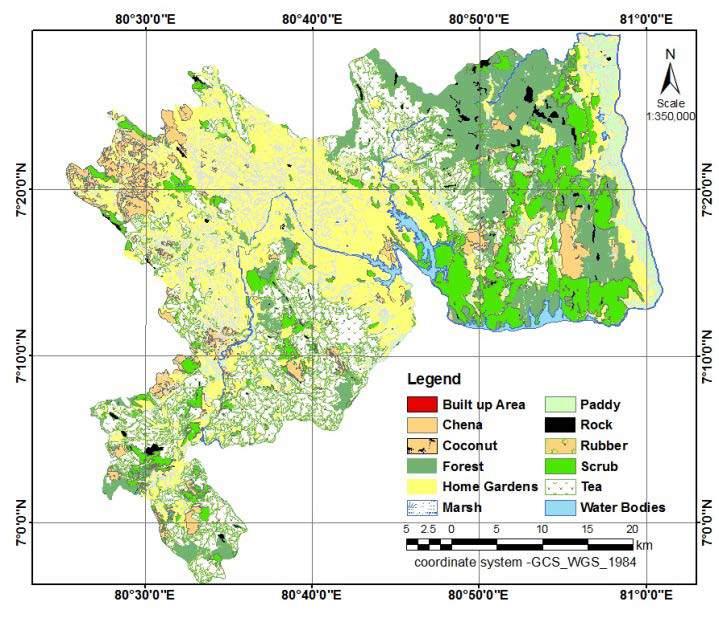 80°30'0"E 80°40'0"E 80°50'0"E 81°0'0"E
N
Scale
1:350,000
7°20'0"N 7°20'0"N
7°10'0"N 7°10'0"N
7°0'0"N 7°0'0"N
Legend
Built up Area Paddy
Chena Rock
Coconut Rubber
Forest Scrub
Home Gardens Tea
Marsh Water Bodies
5 2.5 0 5 10 15 20
km
coordinate system -GCS_WGS_1984
80°30'0"E 80°40'0"E 80°50'0"E 81°0'0"E